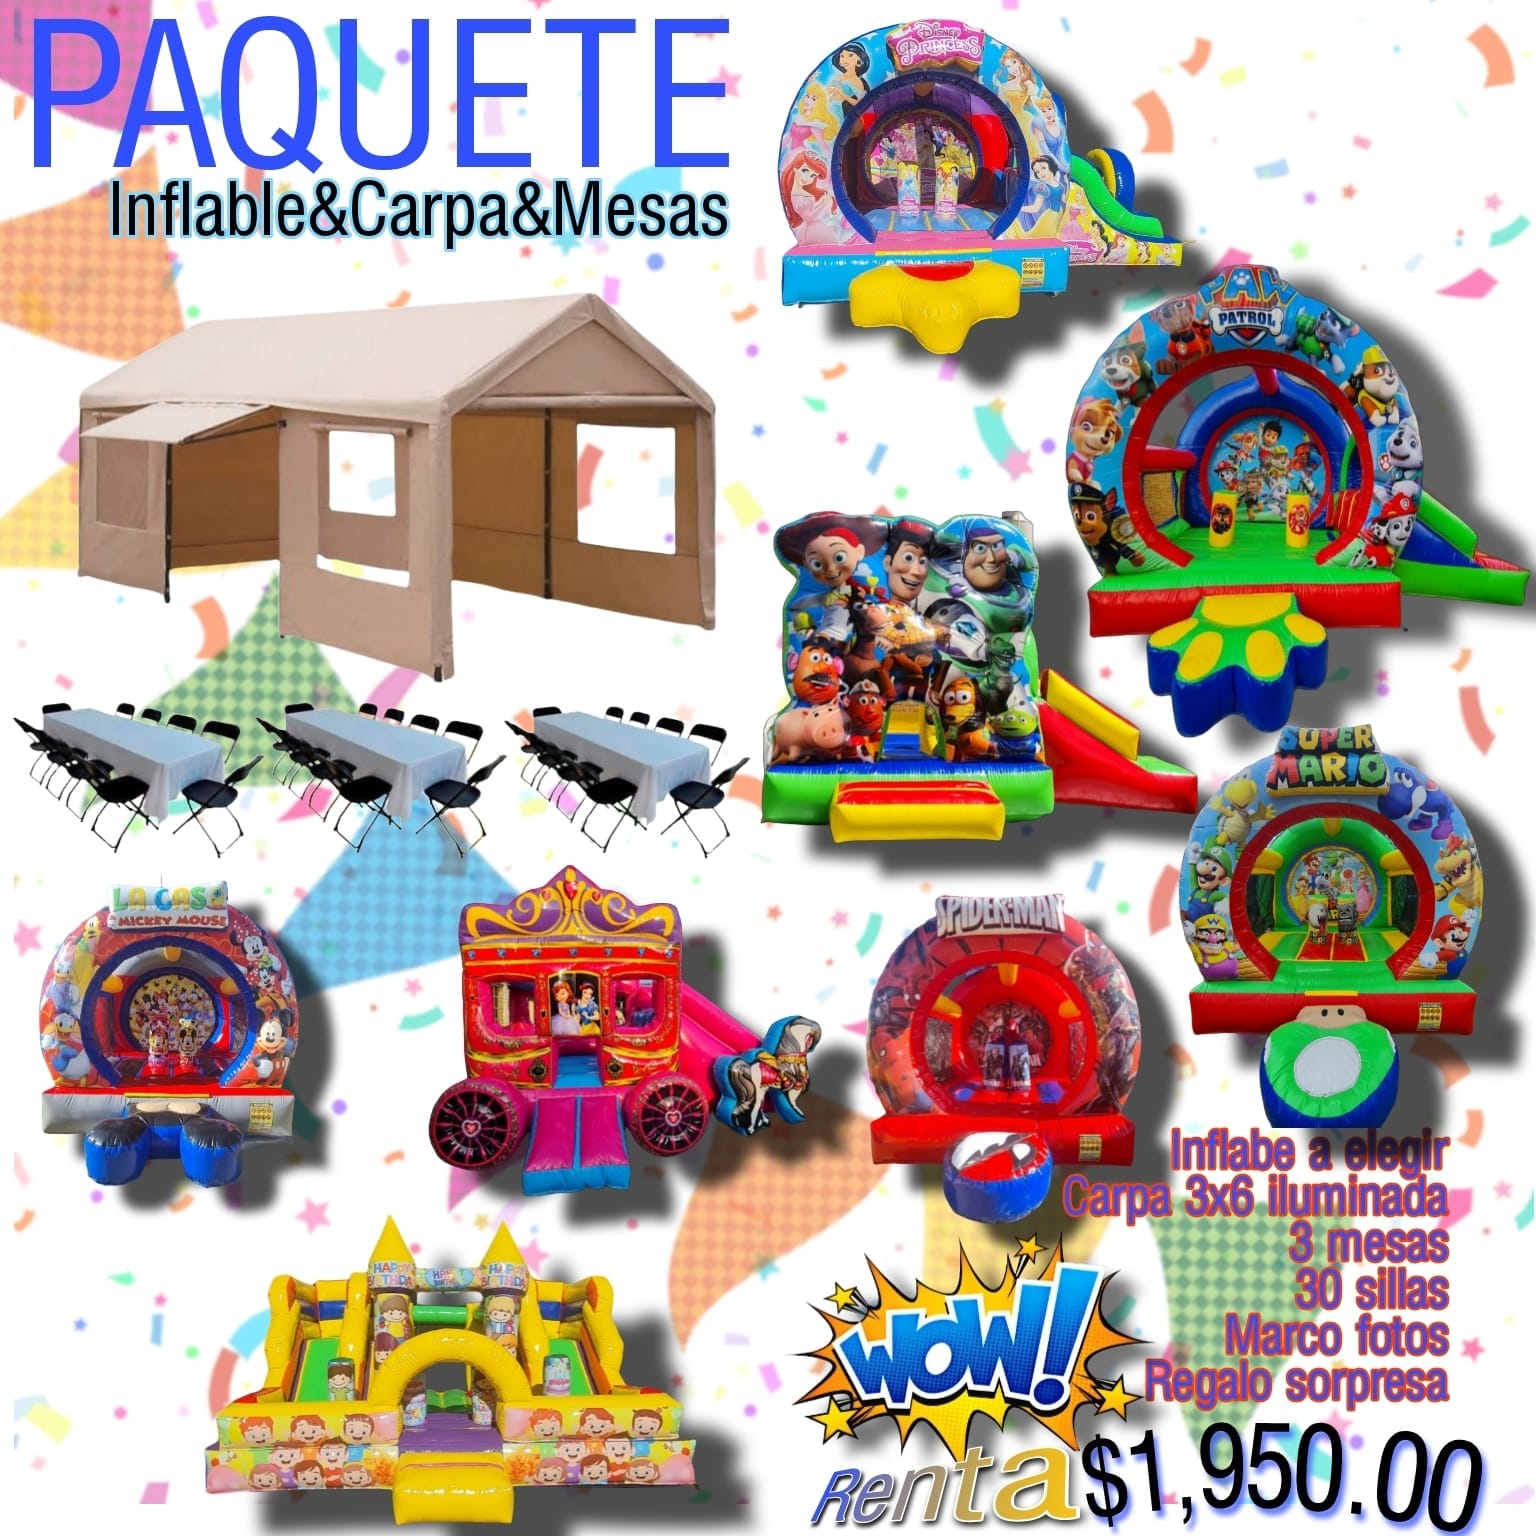 PAQUETE
Inflable&Carpa&Mesas
Disney
PRINCESS
PAW
PATROL
SUPER
MARIO
LA CASA
MICKEY MOUSE
SPIDER-MAN
Inflabe a elegir
Carpa 3x6 iluminada
3 mesas
30 sillas
Marco fotos
Regalo sorpresa
HAPPY
BIRTHDAY
HAPPY
BIRTHDA
WOW!
Renta $1,950.00